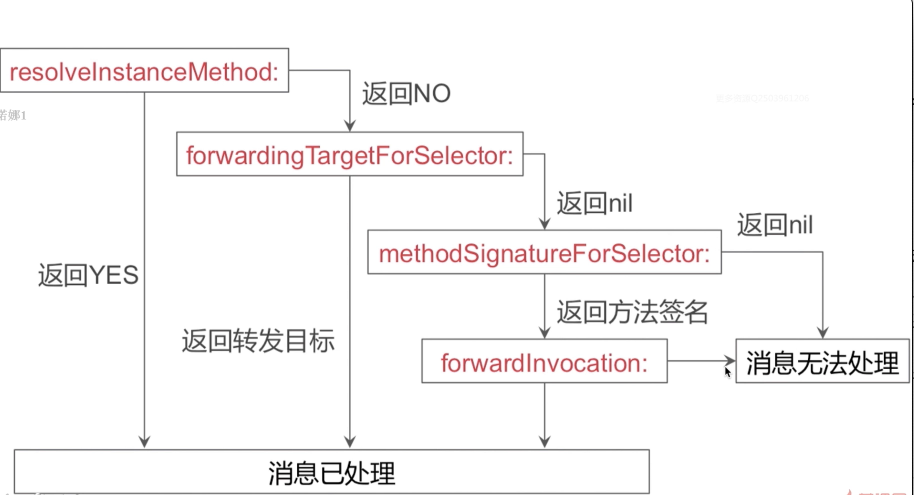 resolveInstanceMethod:
返回NO
诺娜1
forwardingTargetForSelector:
返回nil
返回nil
methodSignatureForSelector:
返回YES
返回方法签名
返回转发目标
forwardInvocation:
消息无法处理
消息已处理